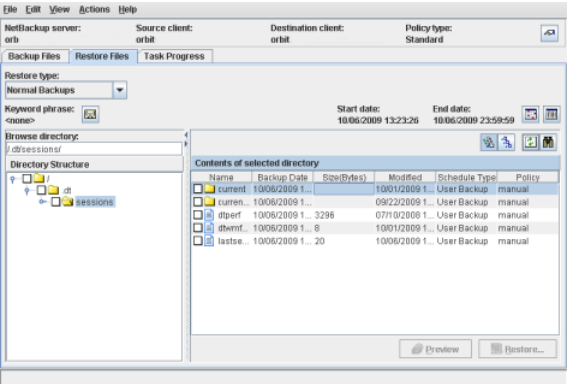 File Edit View Actions Help
NetBackup server: Source client: Destination client: Policy type:
orb orbit orbit Standard
Backup Files Restore Files Task Progress
Restore type:
Normal Backups
Keyword phrase: Start date: End date:
<none> 10/06/2009 13:23:26 10/06/2009 23:59:59
Browse directory:
/.dt/sessions/
Directory Structure Contents of selected directory
/
.dt
sessions
Name Backup Date Size(Bytes) Modified Schedule Type Policy
current 10/06/2009 1... 10/01/2009 1... User Backup manual
curren... 10/06/2009 1... 09/22/2009 1... User Backup manual
dtperf 10/06/2009 1... 3296 07/10/2008 1... User Backup manual
dtwmf... 10/06/2009 1... 8 10/01/2009 1... User Backup manual
lastse... 10/06/2009 1... 20 10/06/2009 1... User Backup manual
Preview Restore...